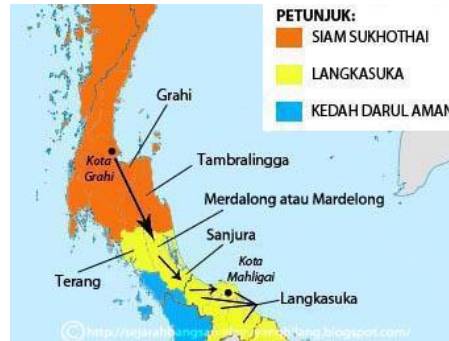 PETUNJUK:
SIAM SUKHOTHAI
LANGKASUKA
KEDAH DARUL AMAN
Grahi
Kota
Grahi
Tambralingga
Merdalong atau Mardelong
Sanjura
Kota
Mahligai
Terang
Langkasuka